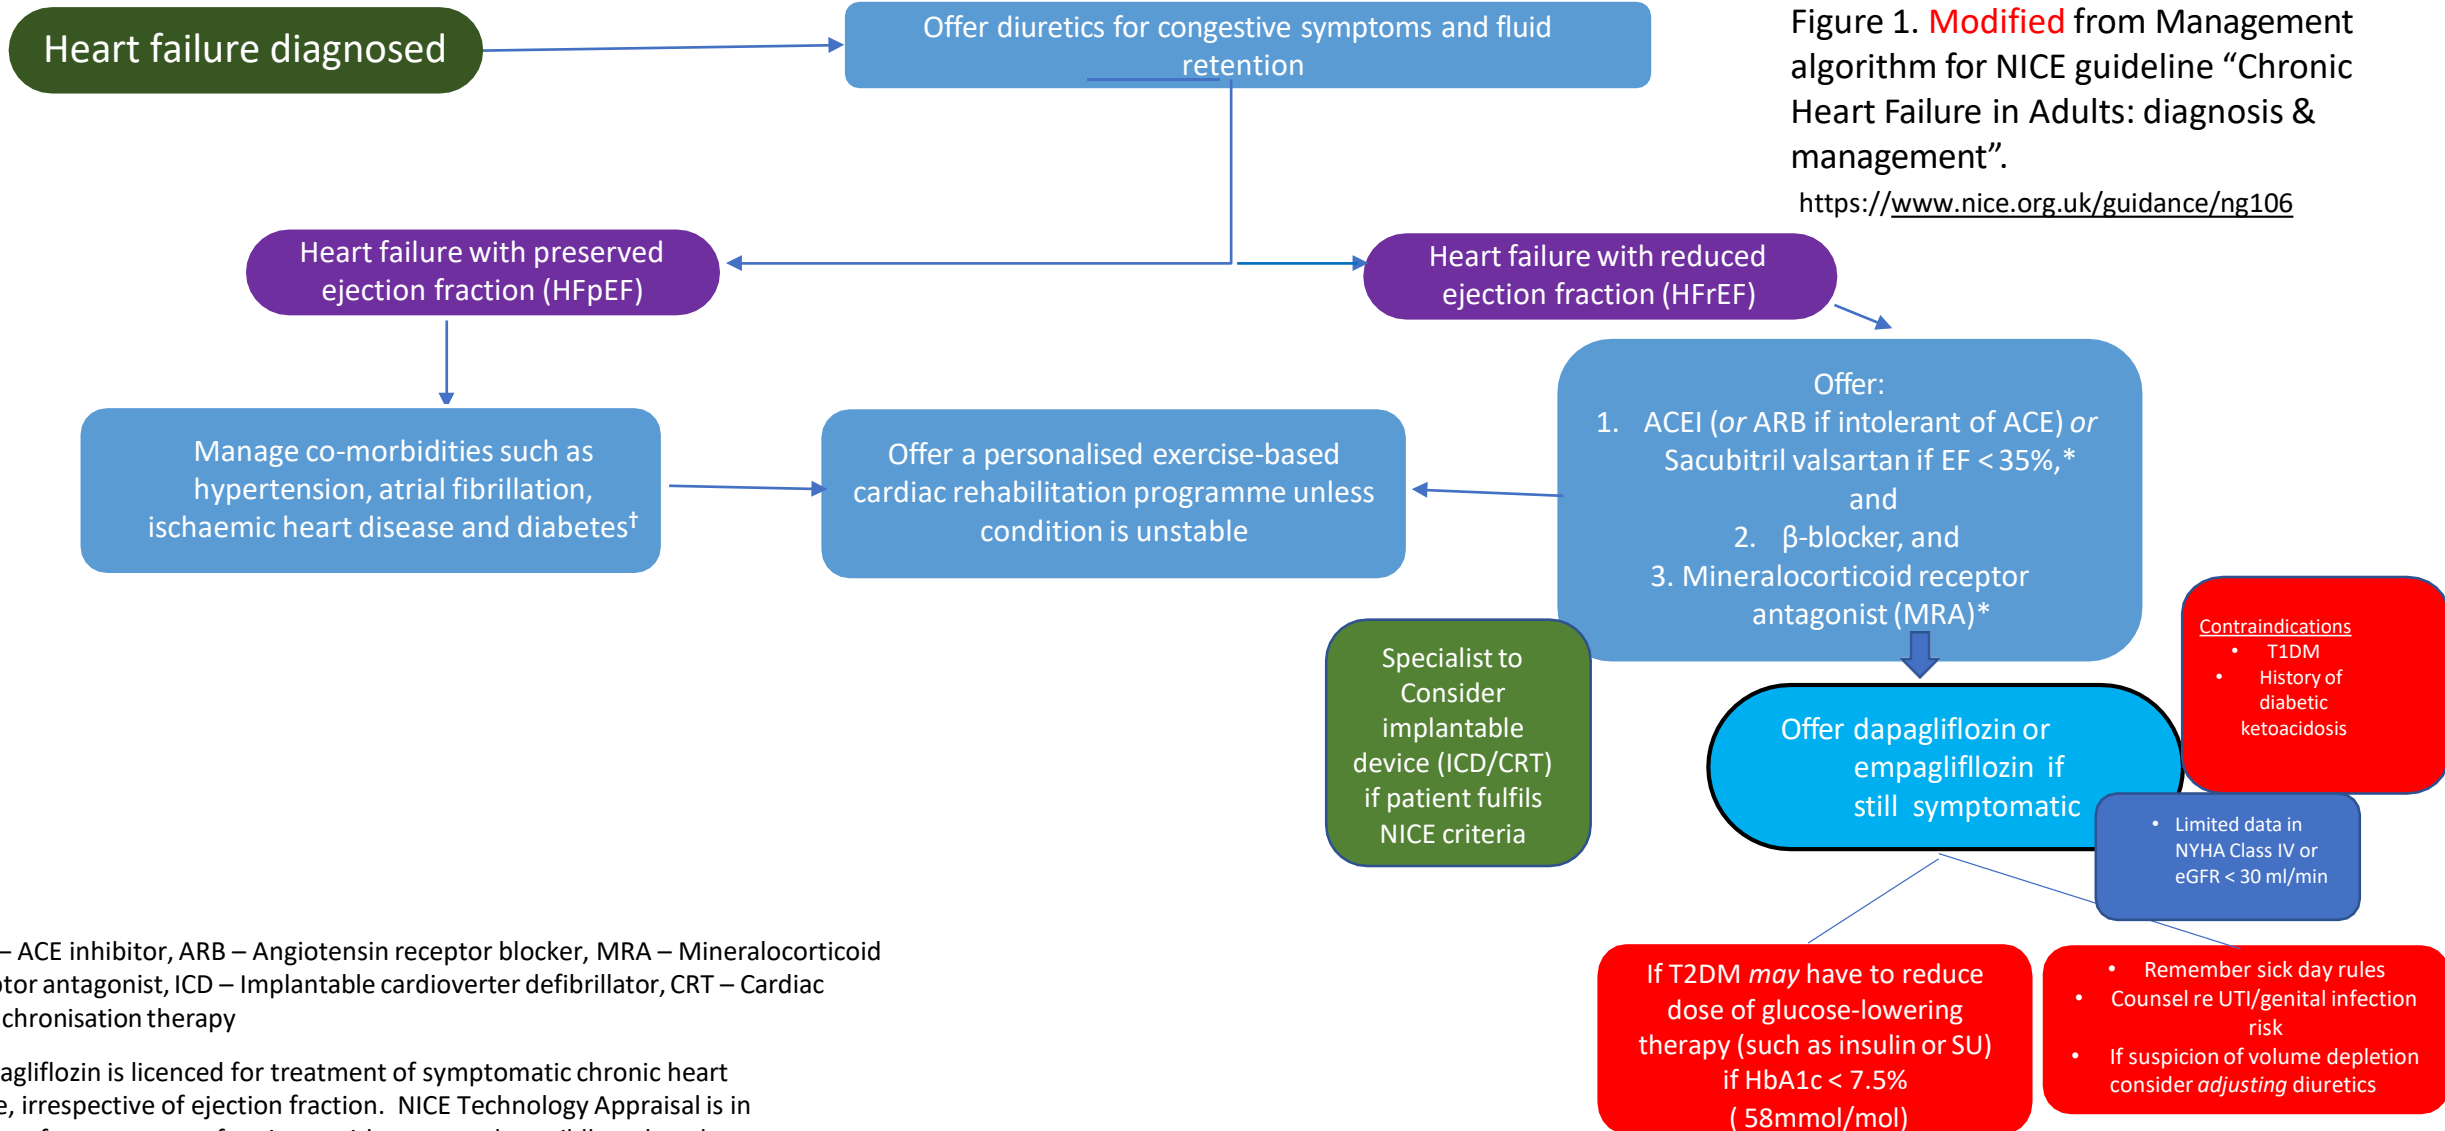 Heart failure diagnosed
Offer diuretics for congestive symptoms and fluid
retention
Figure 1. Modified from Management
algorithm for NICE guideline “Chronic
Heart Failure in Adults: diagnosis &
management”.
https://www.nice.org.uk/guidance/ng106
Heart failure with preserved
ejection fraction (HFpEF)
Heart failure with reduced
ejection fraction (HFrEF)
Manage co-morbidities such as
hypertension, atrial fibrillation,
ischaemic heart disease and diabetes†
Offer a personalised exercise-based
cardiac rehabilitation programme unless
condition is unstable
Offer:
1. ACEI (or ARB if intolerant of ACE) or
Sacubitril valsartan if EF < 35%,*
and
2. β-blocker, and
3. Mineralocorticoid receptor
antagonist (MRA)*
Specialist to
Consider
implantable
device (ICD/CRT)
if patient fulfils
NICE criteria
Contraindications
• T1DM
• History of
diabetic
ketoacidosis
Offer dapagliflozin or
empaglifllozin if
still symptomatic
• Limited data in
NYHA Class IV or
eGFR < 30 ml/min
If T2DM may have to reduce
dose of glucose-lowering
therapy (such as insulin or SU)
if HbA1c < 7.5%
( 58mmol/mol)
• Remember sick day rules
• Counsel re UTI/genital infection
risk
• If suspicion of volume depletion
consider adjusting diuretics
– ACE inhibitor, ARB – Angiotensin receptor blocker, MRA – Mineralocorticoid
antagonist, ICD – Implantable cardioverter defibrillator, CRT – Cardiac
chronisation therapy
agliflozin is licenced for treatment of symptomatic chronic heart
irrespective of ejection fraction. NICE Technology Appraisal is in